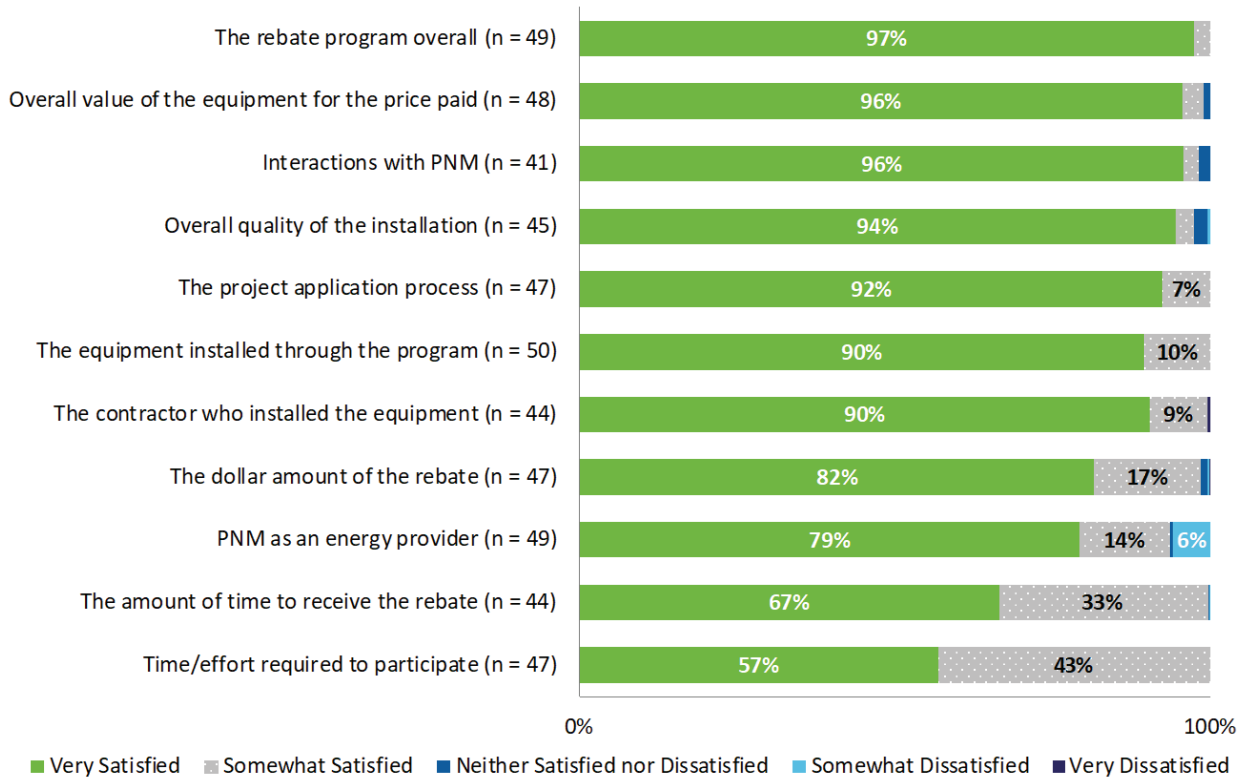 The rebate program overall (n = 49) 97%
Overall value of the equipment for the price paid (n = 48) 96%
Interactions with PNM (n = 41) 96%
Overall quality of the installation (n = 45) 94%
The project application process (n = 47) 92% 7%
The equipment installed through the program (n = 50) 90% 10%
The contractor who installed the equipment (n = 44) 90% 9%
The dollar amount of the rebate (n = 47) 82% 17%
PNM as an energy provider (n = 49) 79% 14% 6%
The amount of time to receive the rebate (n = 44) 67% 33%
Time/effort required to participate (n = 47) 57% 43%
0% 100%
Very Satisfied Somewhat Satisfied Neither Satisfied nor Dissatisfied Somewhat Dissatisfied Very Dissatisfied